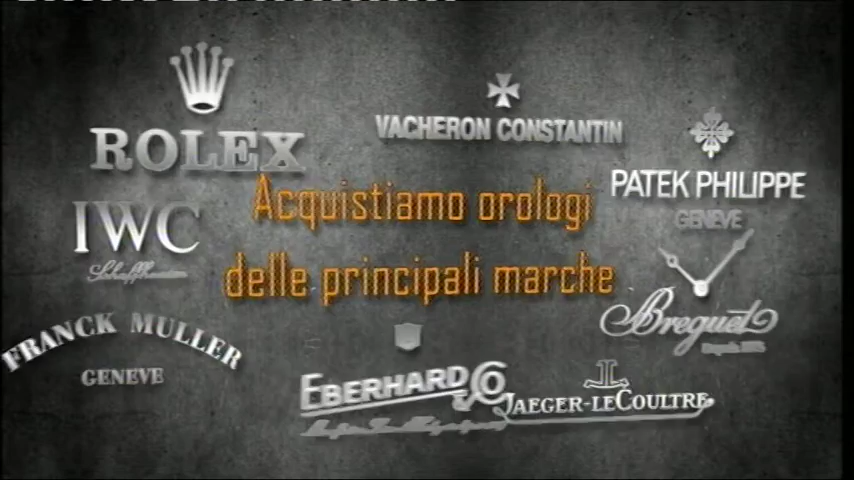 ROLEX
VACHERON CONSTANTIN
PATEK PHILIPPE
GENEVE
Acquistiamo orologi
delle principali marche
IWC
Schaffhausen
Breguet
FRANCK MULLER
GENEVE
EBERHARD & CO
JAEGER-LECOULTRE